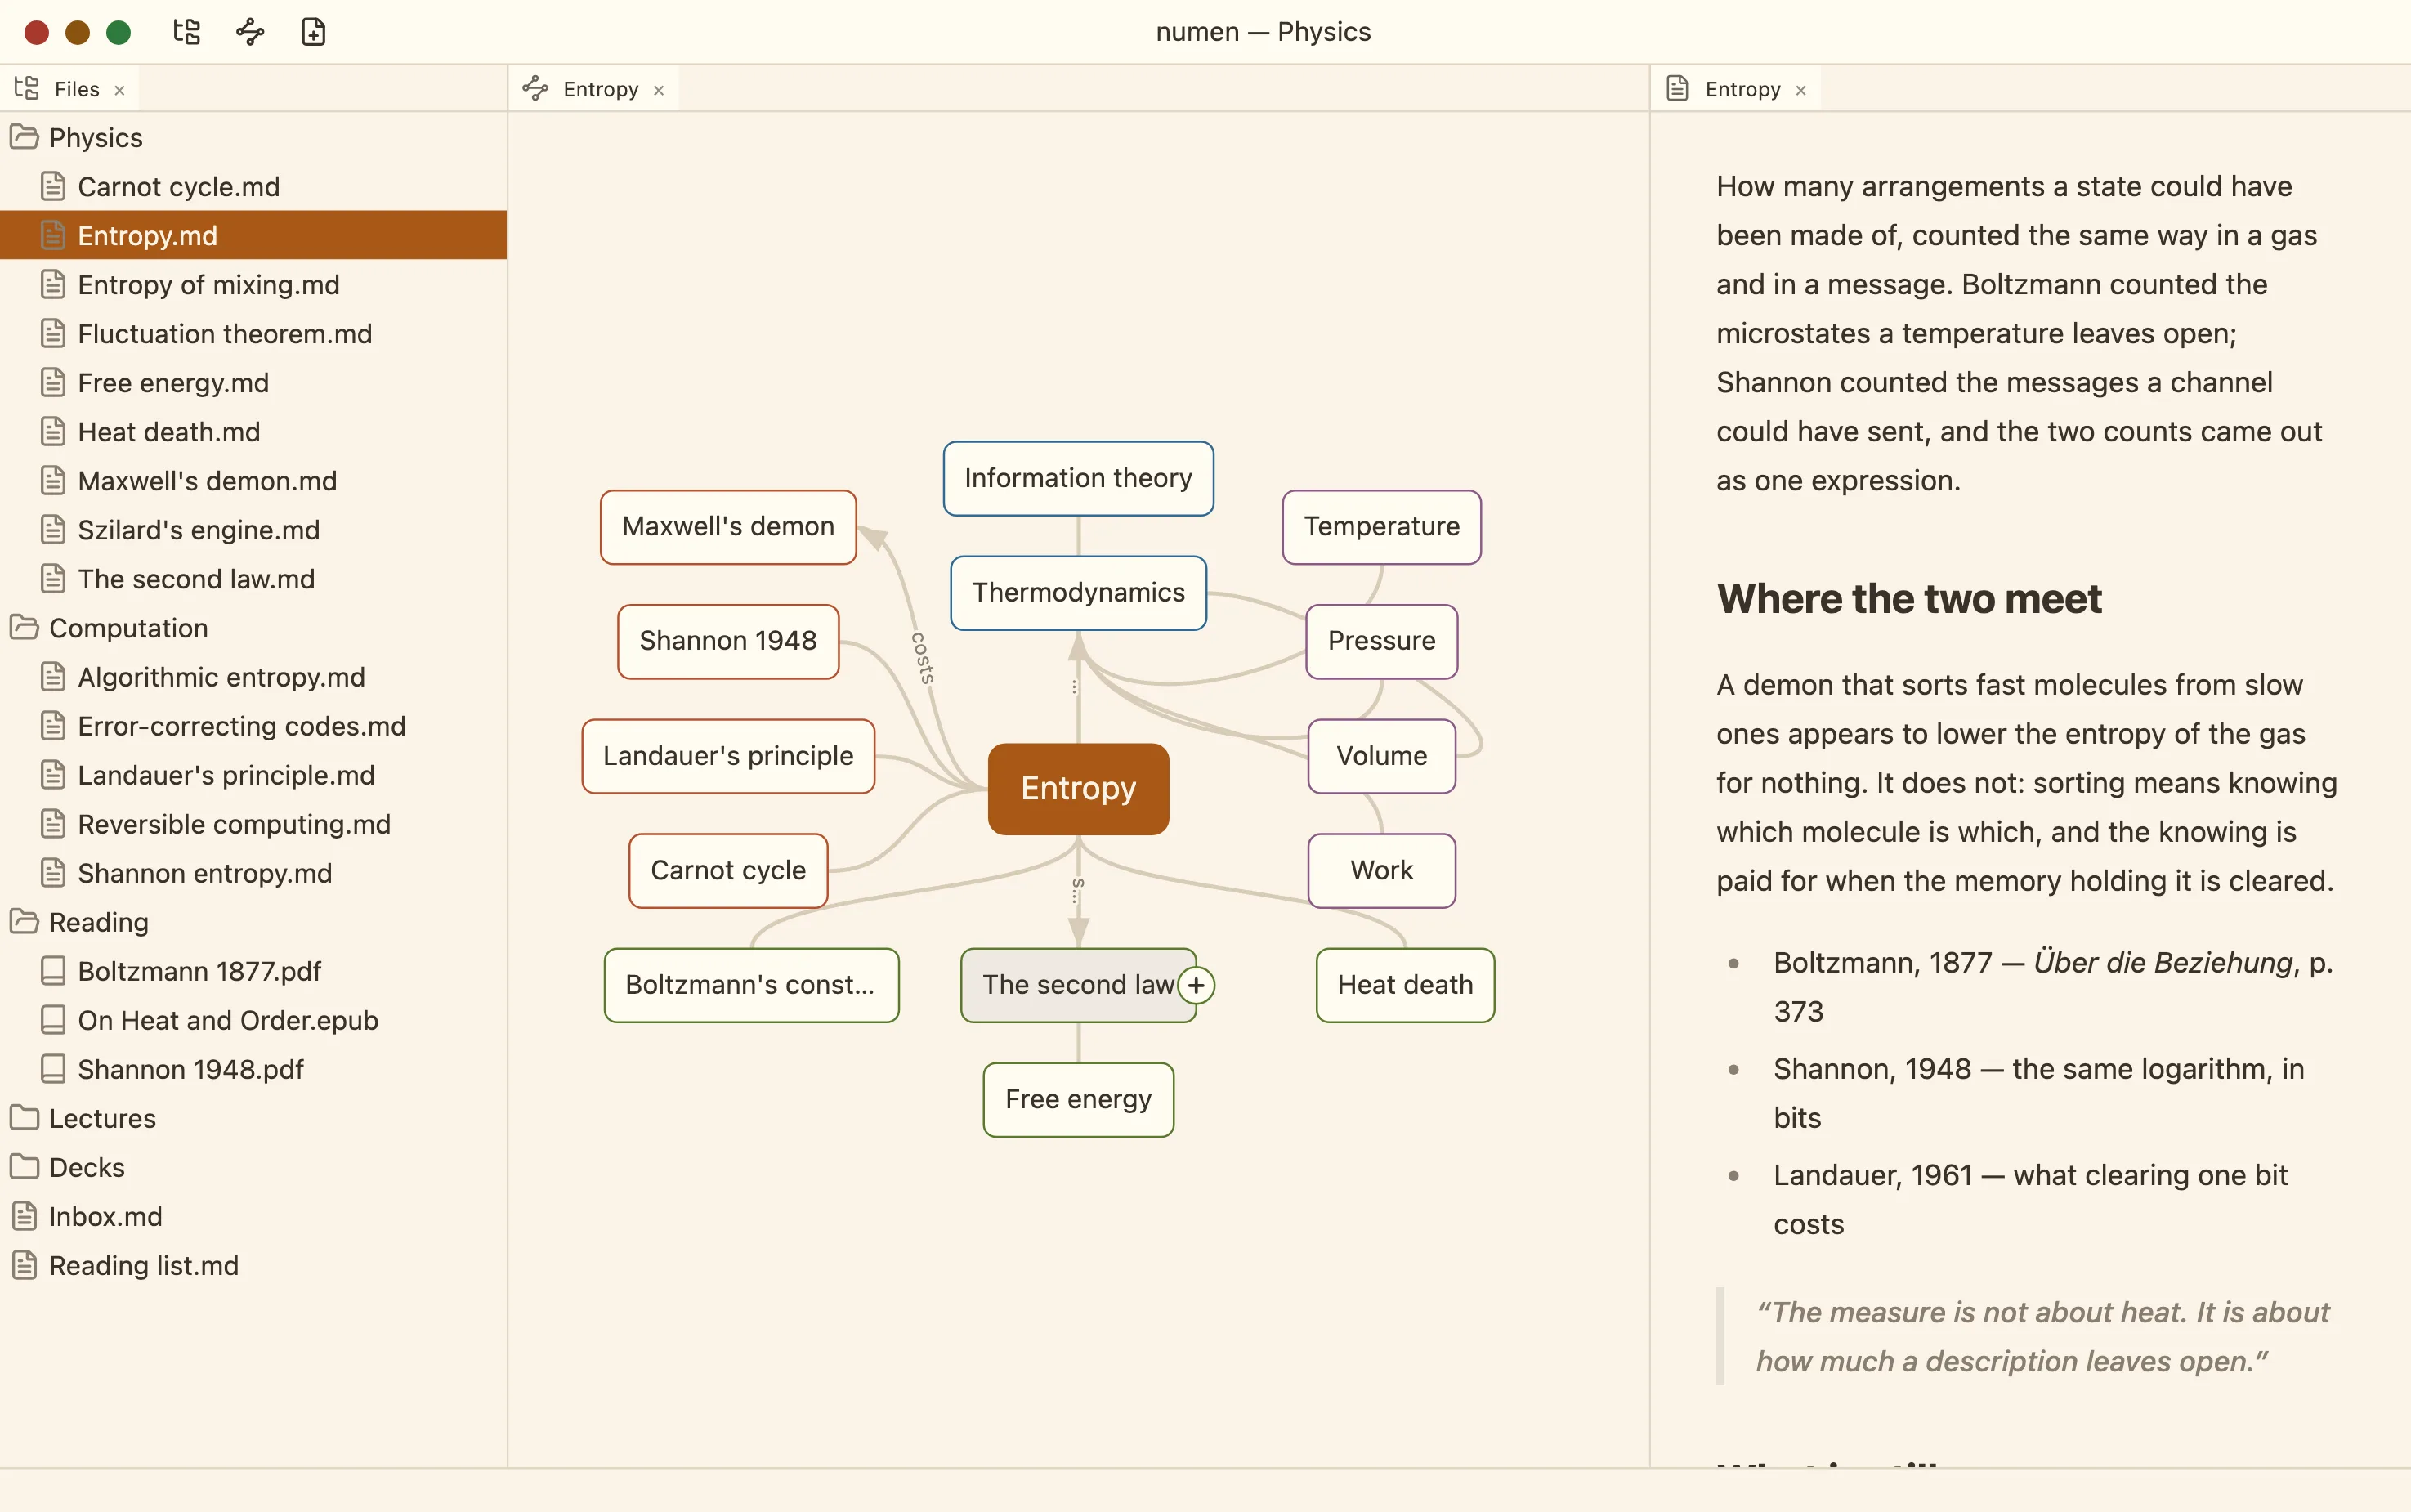 numen — Physics
Files
Physics
Carnot cycle.md
Entropy.md
Entropy of mixing.md
Fluctuation theorem.md
Free energy.md
Heat death.md
Maxwell's demon.md
Szilard's engine.md
The second law.md
Computation
Algorithmic entropy.md
Error-correcting codes.md
Landauer's principle.md
Reversible computing.md
Shannon entropy.md
Reading
Boltzmann 1877.pdf
On Heat and Order.epub
Shannon 1948.pdf
Lectures
Decks
Inbox.md
Reading list.md
Entropy
Information theory
Maxwell's demon
Temperature
Thermodynamics
Shannon 1948
costs
Pressure
...
Landauer's principle
Entropy
Volume
Carnot cycle
s...
Work
Boltzmann's const...
The second law
Heat death
Free energy
Entropy
How many arrangements a state could have
been made of, counted the same way in a gas
and in a message. Boltzmann counted the
microstates a temperature leaves open;
Shannon counted the messages a channel
could have sent, and the two counts came out
as one expression.
Where the two meet
A demon that sorts fast molecules from slow
ones appears to lower the entropy of the gas
for nothing. It does not: sorting means knowing
which molecule is which, and the knowing is
paid for when the memory holding it is cleared.
• Boltzmann, 1877 — Über die Beziehung, p.
373
• Shannon, 1948 — the same logarithm, in
bits
• Landauer, 1961 — what clearing one bit
costs
“The measure is not about heat. It is about
how much a description leaves open.”